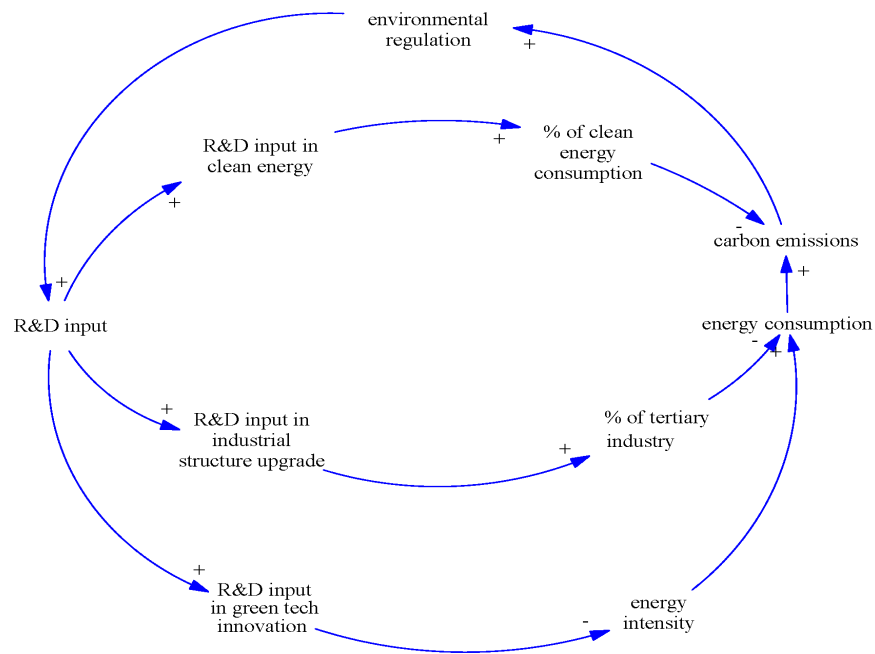 environmental
regulation
+
R&D input in
clean energy
+
+
% of clean
energy
consumption
-
carbon emissions
+
R&D input
+
energy consumption
-
+
+
R&D input in
industrial
structure upgrade
+
% of tertiary
industry
+
R&D input
in green tech
innovation
-
energy
intensity